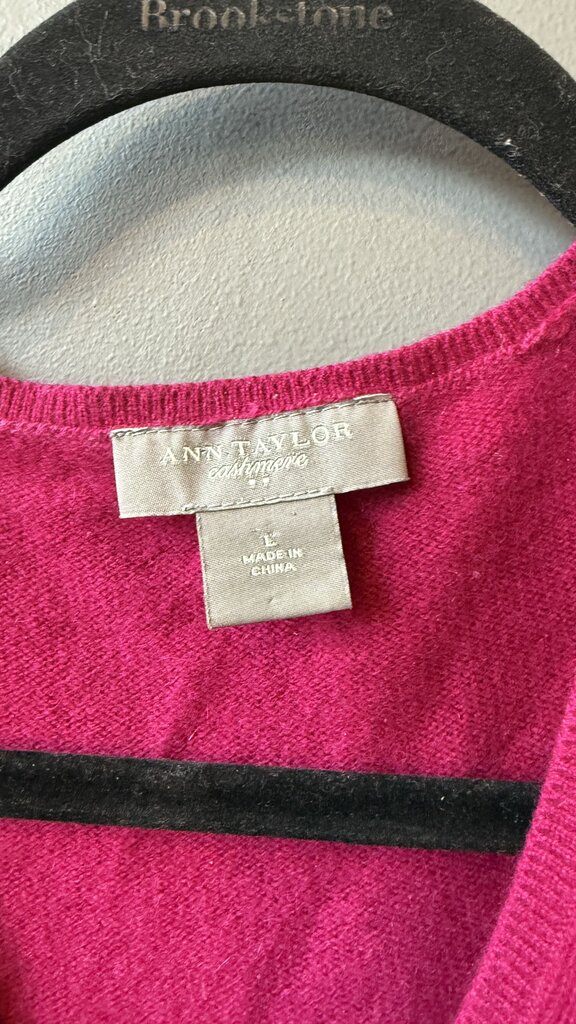 Brookstone
ANN TAYLOR
cashmere
L
MADE IN
CHINA